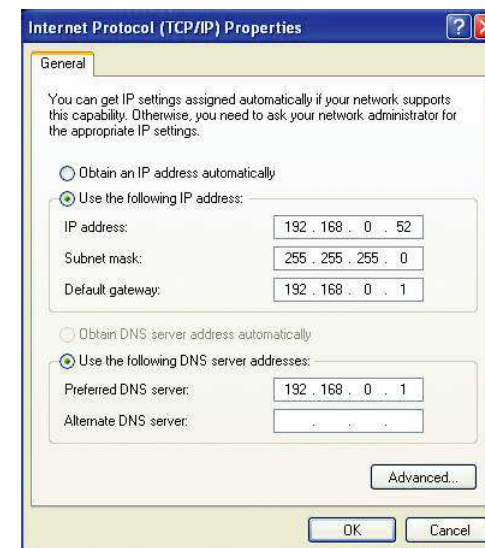 Internet Protocol (TCP/IP) Properties
General
You can get IP settings assigned automatically if your network supports
this capability. Otherwise, you need to ask your network administrator for
the appropriate IP settings.
Obtain an IP address automatically
Use the following IP address:
IP address: 192 . 168 . 0 . 52
Subnet mask: 255 . 255 . 255 . 0
Default gateway: 192 . 168 . 0 . 1
Obtain DNS server address automatically
Use the following DNS server addresses:
Preferred DNS server: 192 . 168 . 0 . 1
Alternate DNS server: . . .
Advanced...
OK Cancel